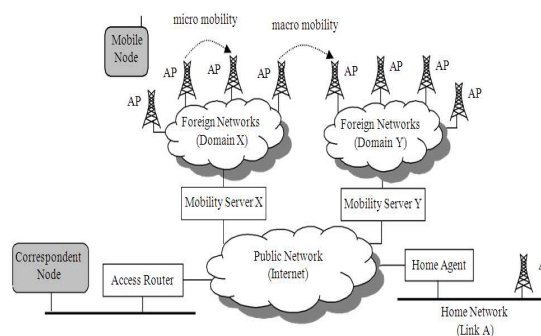 micro mobility
macro mobility
Mobile
Node
AP
AP
AP
AP
AP
AP
AP
AP
Foreign Networks
(Domain X)
Foreign Networks
(Domain Y)
Mobility Server X
Mobility Server Y
Correspondent
Node
Access Router
Public Network
(Internet)
Home Agent
A
Home Network
(Link A)